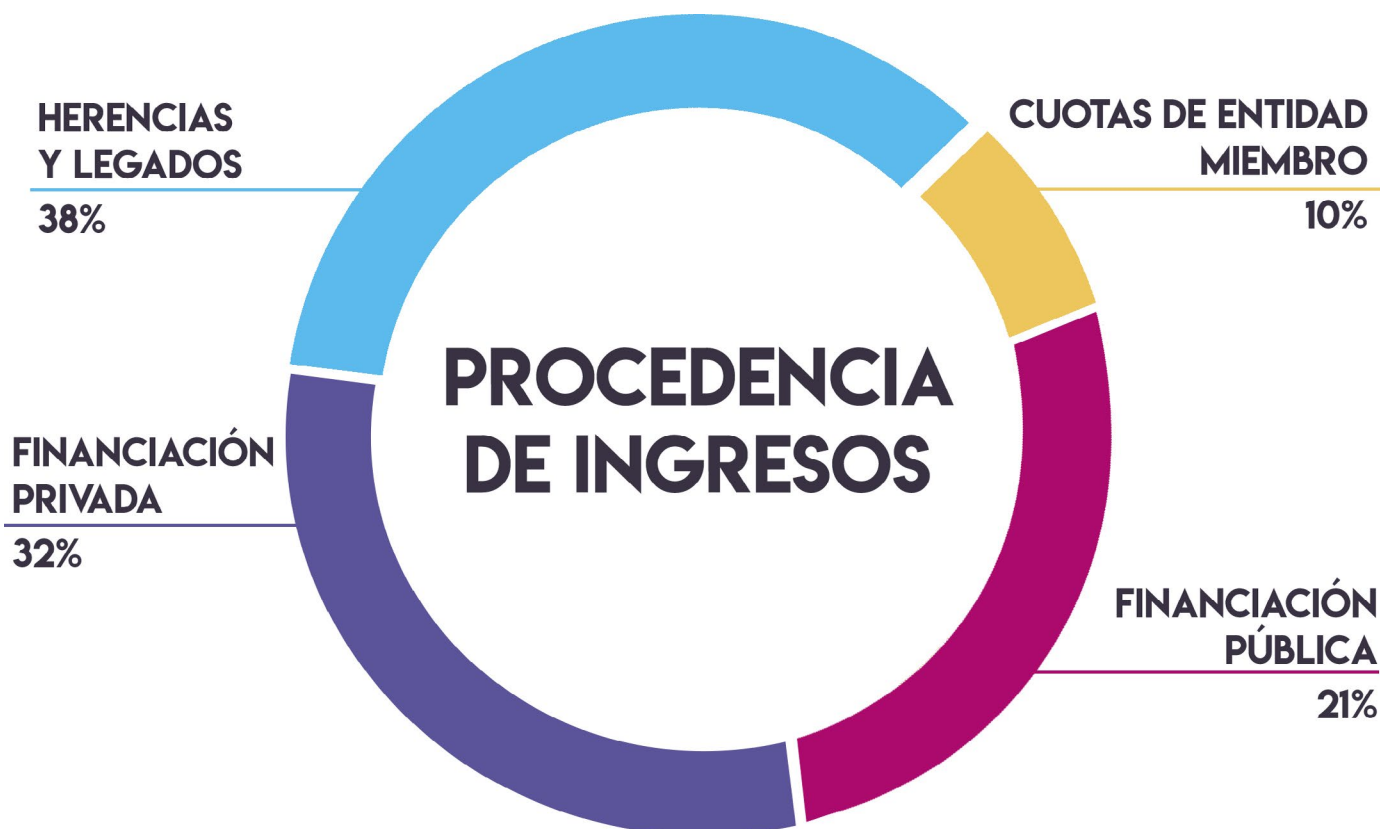 HERENCIAS
Y LEGADOS
38%
CUOTAS DE ENTIDAD
MIEMBRO
10%
PROCEDENCIA
DE INGRESOS
FINANCIACIÓN
PRIVADA
32%
FINANCIACIÓN
PÚBLICA
21%